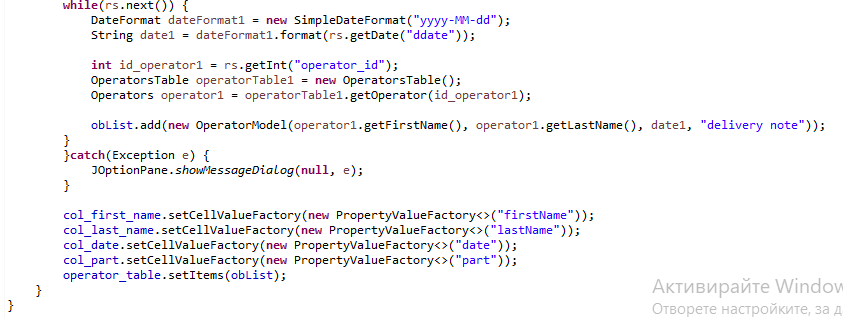 while(rs.next()) {
DateFormat dateFormat1 = new SimpleDateFormat("yyyy-MM-dd");
String date1 = dateFormat1.format(rs.getDate("ddate"));
int id_operator1 = rs.getInt("operator_id");
OperatorsTable operatorTable1 = new OperatorsTable();
Operators operator1 = operatorTable1.getOperator(id_operator1);
obList.add(new OperatorModel(operator1.getFirstName(), operator1.getLastName(), date1, "delivery note"));
}
}catch(Exception e) {
JOptionPane.showMessageDialog(null, e);
}
col_first_name.setCellValueFactory(new PropertyValueFactory<>("firstName"));
col_last_name.setCellValueFactory(new PropertyValueFactory<>("lastName"));
col_date.setCellValueFactory(new PropertyValueFactory<>("date"));
col_part.setCellValueFactory(new PropertyValueFactory<>("part"));
operator_table.setItems(obList);
}
}
Активирайте Window
Отворете настройките, за д